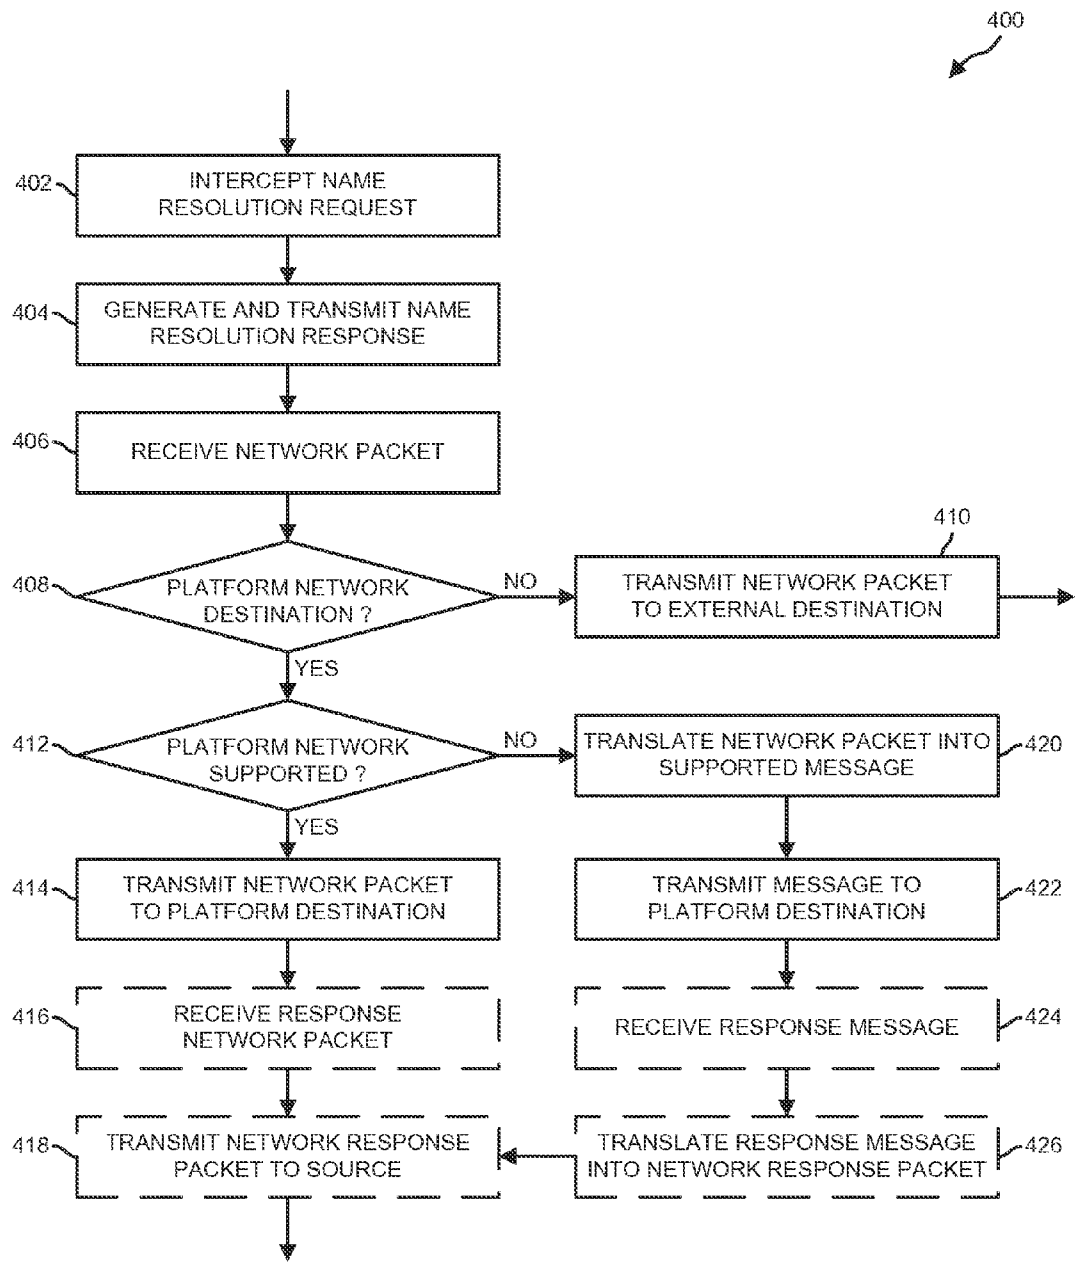 400
402
INTERCEPT NAME
RESOLUTION REQUEST
404
GENERATE AND TRANSMIT NAME
RESOLUTION RESPONSE
406
RECEIVE NETWORK PACKET
408
PLATFORM NETWORK
DESTINATION ?
NO
410
TRANSMIT NETWORK PACKET
TO EXTERNAL DESTINATION
YES
412
PLATFORM NETWORK
SUPPORTED ?
NO
TRANSLATE NETWORK PACKET INTO
SUPPORTED MESSAGE
420
YES
414
TRANSMIT NETWORK PACKET
TO PLATFORM DESTINATION
TRANSMIT MESSAGE TO
PLATFORM DESTINATION
422
416
RECEIVE RESPONSE
NETWORK PACKET
RECEIVE RESPONSE MESSAGE
424
418
TRANSMIT NETWORK RESPONSE
PACKET TO SOURCE
TRANSLATE RESPONSE MESSAGE
INTO NETWORK RESPONSE PACKET
426